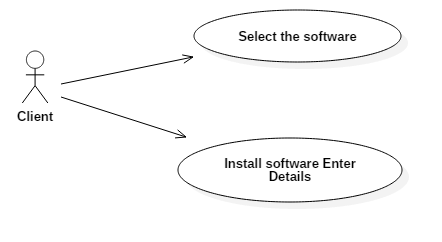 Select the software
Client
Install software Enter
Details